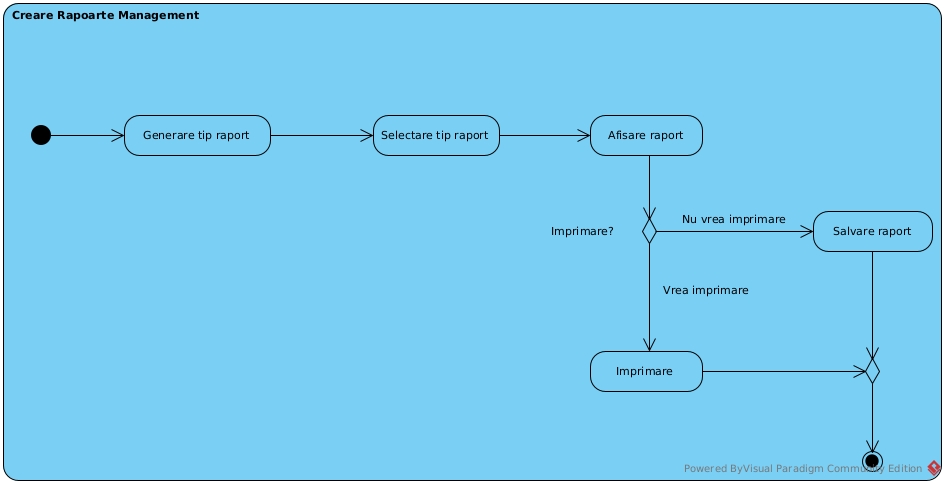 Creare Rapoarte Management
Generare tip raport
Selectare tip raport
Afisare raport
Imprimare?
Nu vrea imprimare
Salvare raport
Vrea imprimare
Imprimare
Powered ByVisual Paradigm Community Edition